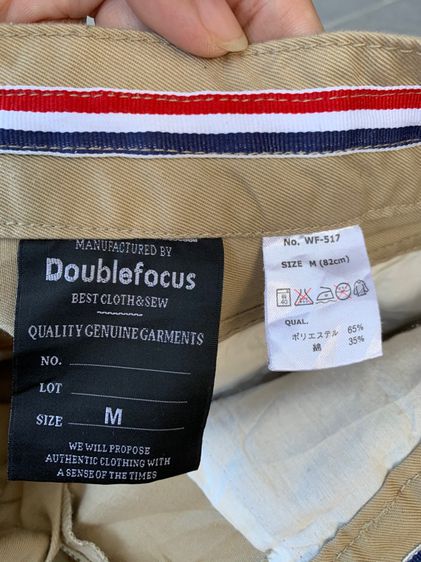 MANUFACTURED BY
Doublefocus
BEST CLOTH&SEW
QUALITY GENUINE GARMENTS
NO.
LOT
SIZE M
WE WILL PROPOSE
AUTHENTIC CLOTHING WITH
A SENSE OF THE TIMES
No. WF-517
SIZE M (82cm)
40
QUAL.
ポリエステル 65%
綿 35%